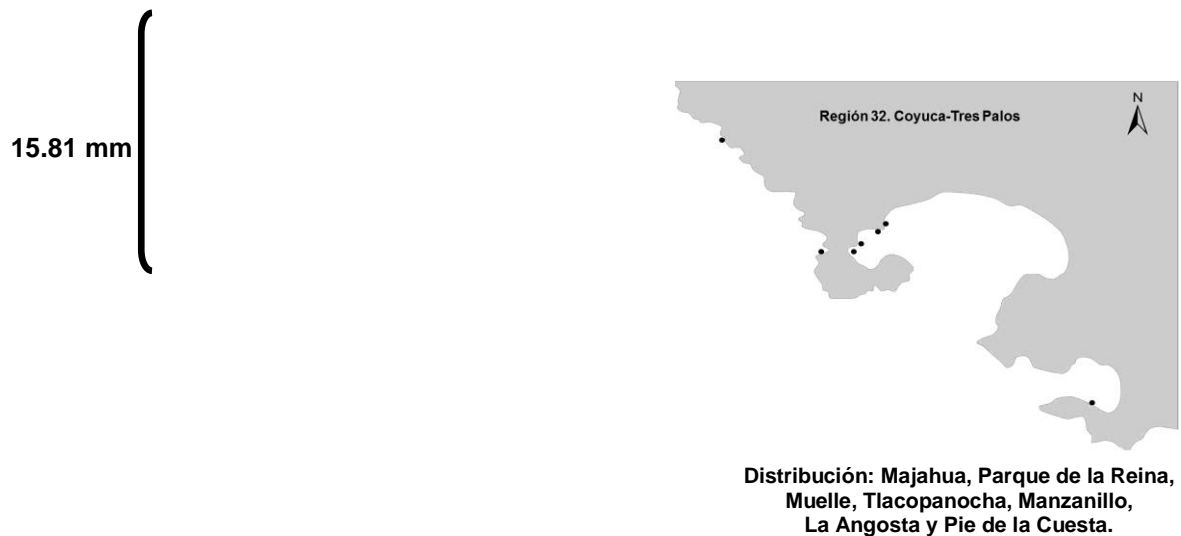 15.81 mm
Región 32. Coyuca-Tres Palos
N
Distribución: Majahua, Parque de la Reina,
Muelle, Tlacopanocha, Manzanillo,
La Angosta y Pie de la Cuesta.